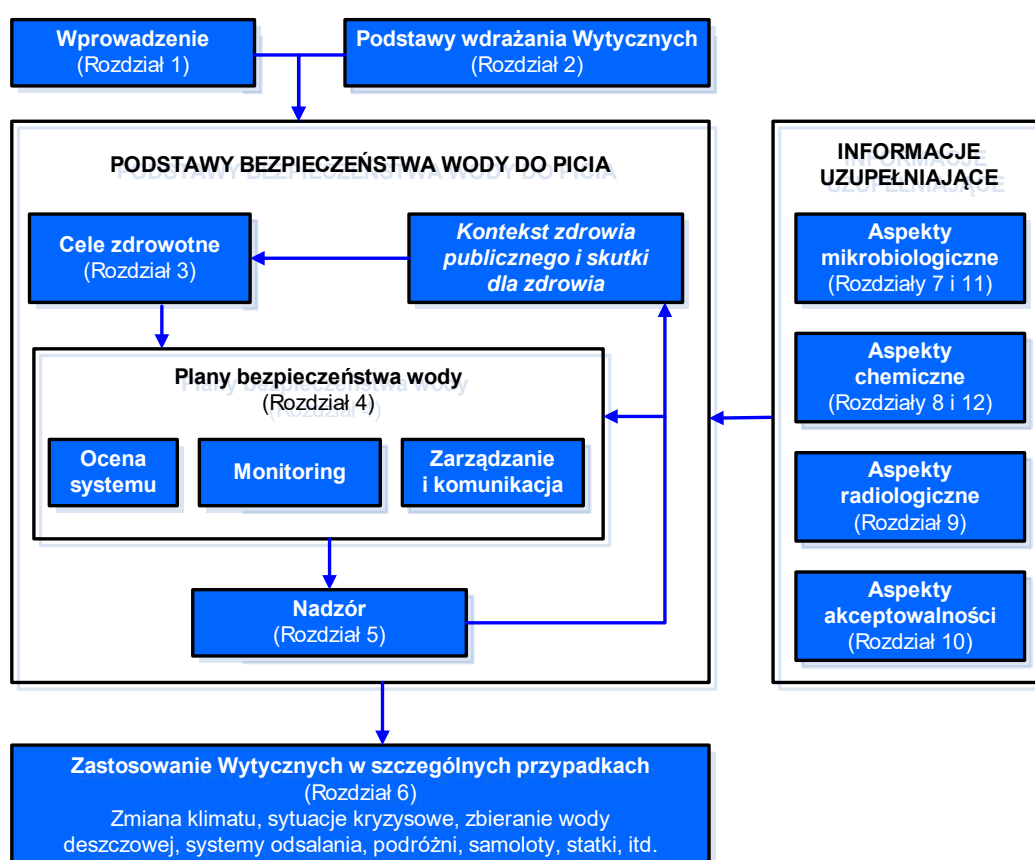 Wprowadzenie
(Rozdział 1)
Podstawy wdrażania Wytycznych
(Rozdział 2)
PODSTAWY BEZPIECZEŃSTWA WODY DO PICIA
Cele zdrowotne
(Rozdział 3)
Kontekst zdrowia
publicznego i skutki
dla zdrowia
Plany bezpieczeństwa wody
(Rozdział 4)
Ocena
systemu
Monitoring
Zarządzanie
i komunikacja
Nadzór
(Rozdział 5)
INFORMACJE
UZUPEŁNIAJĄCE
Aspekty
mikrobiologiczne
(Rozdziały 7 i 11)
Aspekty
chemiczne
(Rozdziały 8 i 12)
Aspekty
radiologiczne
(Rozdział 9)
Aspekty
akceptowalności
(Rozdział 10)
Zastosowanie Wytycznych w szczególnych przypadkach
(Rozdział 6)
Zmiana klimatu, sytuacje kryzysowe, zbieranie wody
deszczowej, systemy odsalania, podróżni, samoloty, statki, itd.